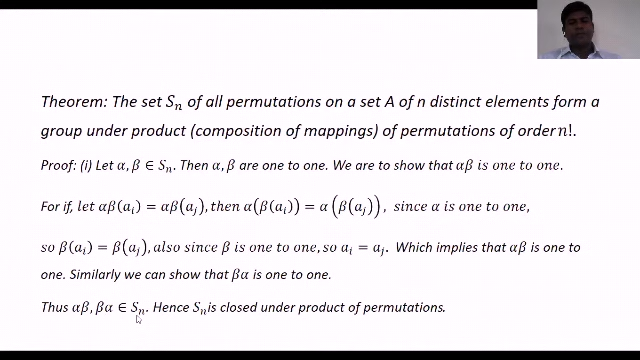 Theorem: The set Sₙ of all permutations on a set A of n distinct elements form a
group under product (composition of mappings) of permutations of order n!.
Proof: (i) Let α, β ∈ Sₙ. Then α, β are one to one. We are to show that αβ is one to one.
For if, let αβ(aᵢ) = αβ(aⱼ), then α(β(aᵢ)) = α(β(aⱼ)), since α is one to one,
so β(aᵢ) = β(aⱼ), also since β is one to one, so aᵢ = aⱼ. Which implies that αβ is one to
one. Similarly we can show that βα is one to one.
Thus αβ, βα ∈ Sₙ. Hence Sₙis closed under product of permutations.